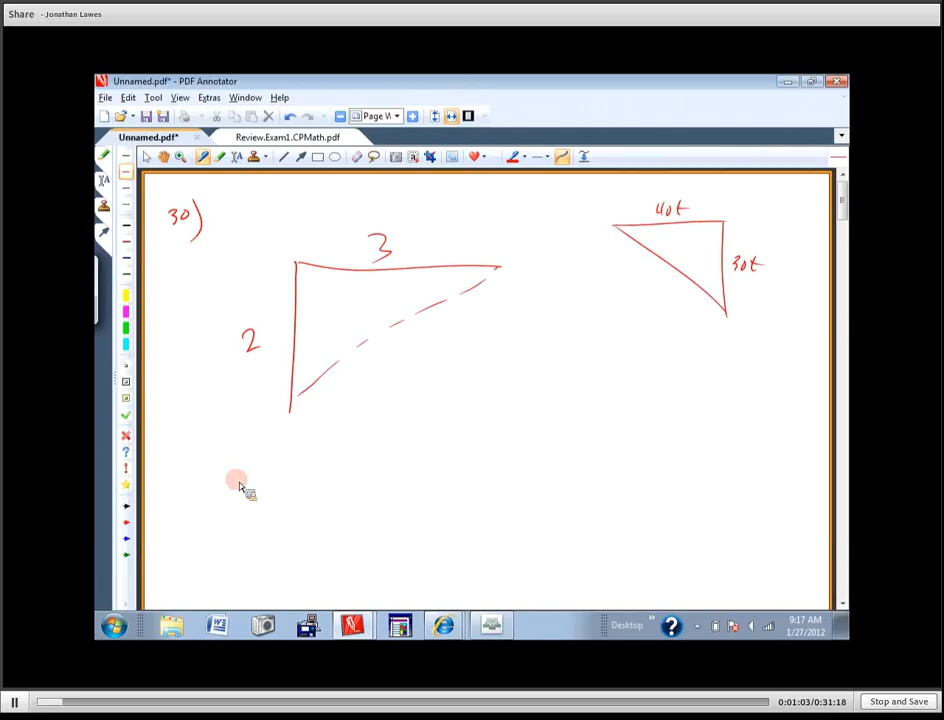 Share - Jonathan Lawes
Unnamed.pdf* - PDF Annotator
File Edit Tool View Extras Window Help
Page W
Unnamed.pdf* Review.Exam1.CPMath.pdf
30)
3
2
40t
30t
Desktop
9:17 AM
1/27/2012
0:01:03/0:31:18
Stop and Save